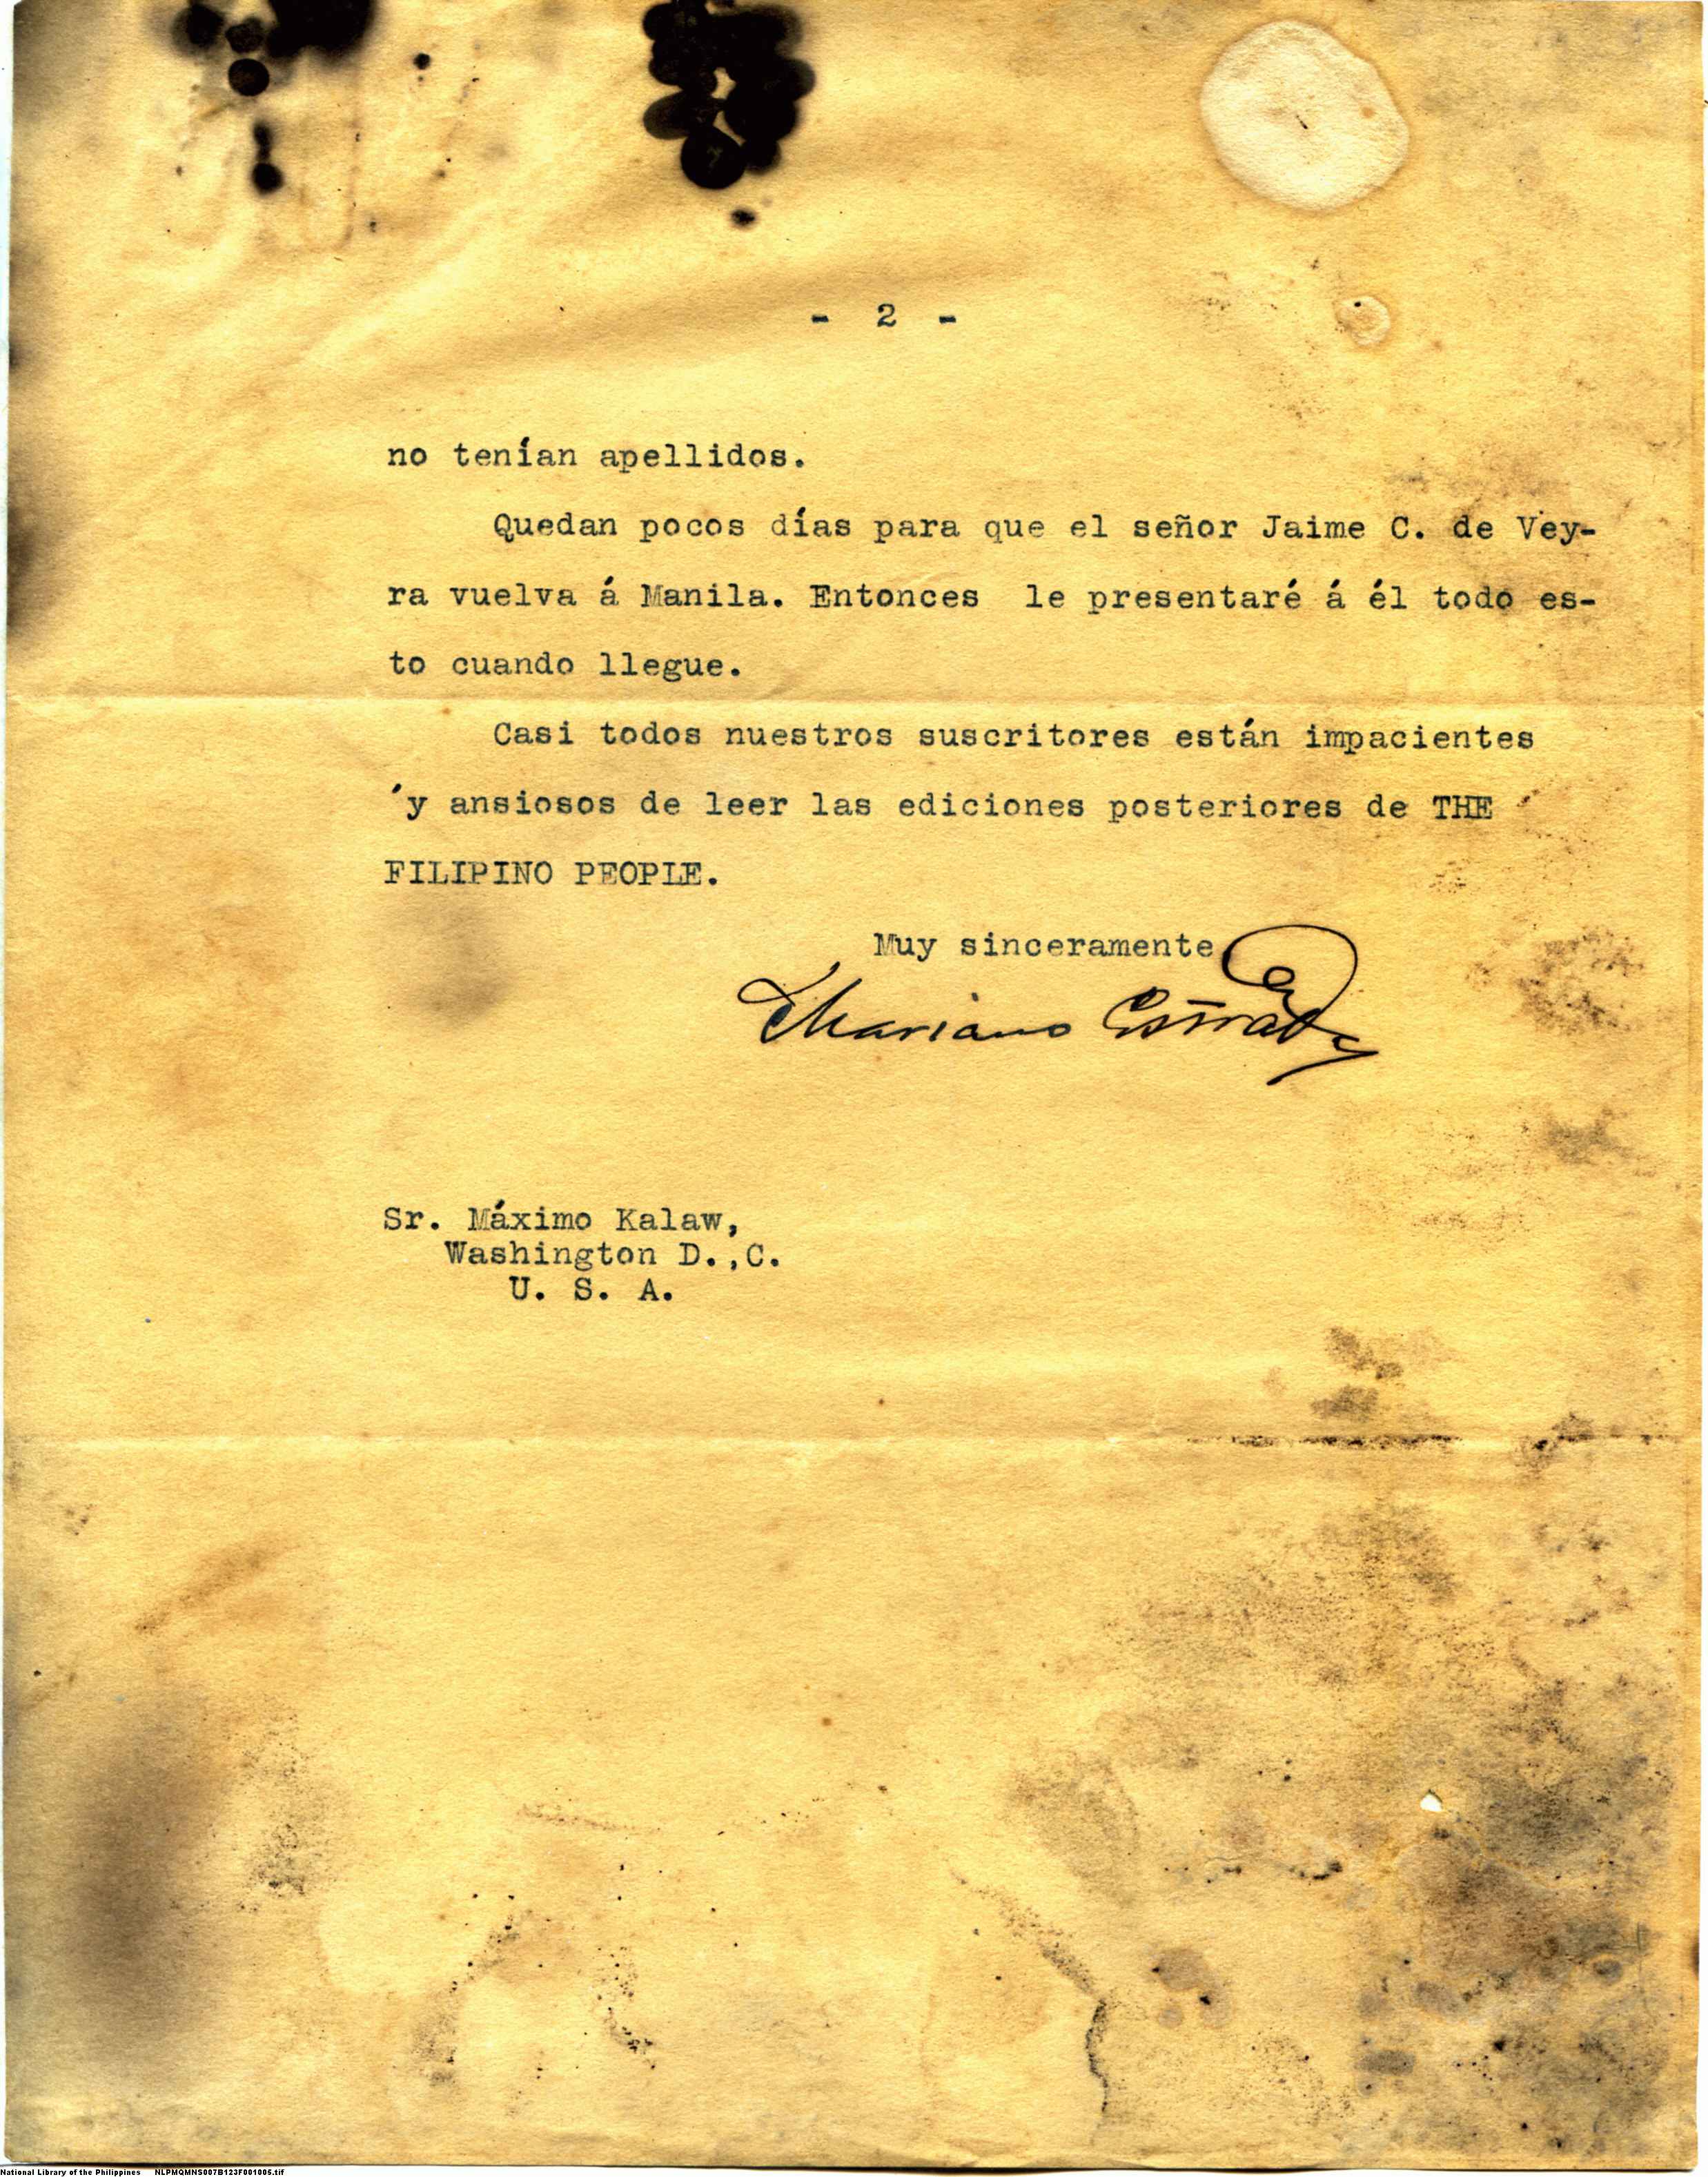 - 2 -
no tenían apellidos.
Quedan pocos días para que el señor Jaime C. de Vey-
ra vuelva á Manila. Entonces le presentaré á él todo es-
to cuando llegue.
Casi todos nuestros suscritores están impacientes
´y ansiosos de leer las ediciones posteriores de THE
FILIPINO PEOPLE.
Muy sinceramente,
Mariano Estrada
Sr. Máximo Kalaw,
Washington D.,C.
U. S. A.
National Library of the Philippines NLPMQMNS007B123F001005.tif